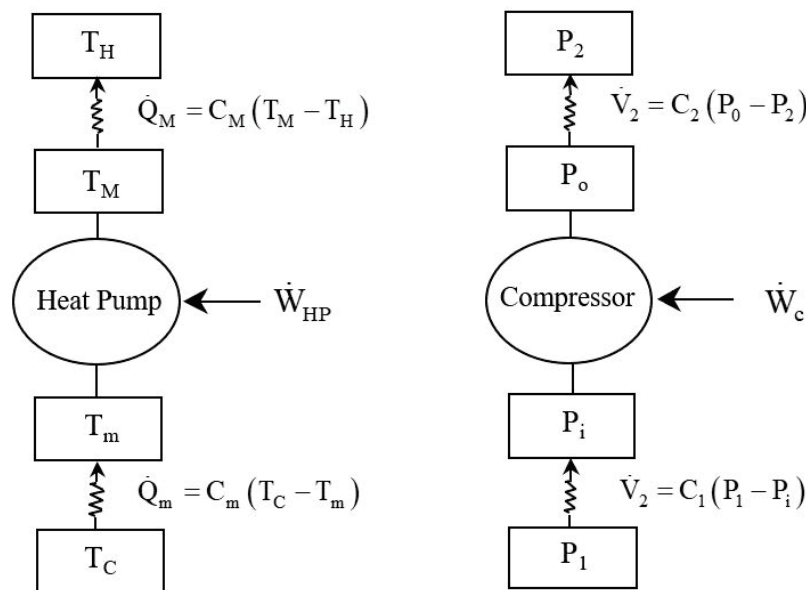 T_H
Q̇_M = C_M (T_M − T_H)
T_M
Heat Pump
Ẇ_HP
T_m
Q̇_m = C_m (T_C − T_m)
T_C
P_2
V̇_2 = C_2 (P_0 − P_2)
P_o
Compressor
Ẇ_c
P_i
V̇_2 = C_1 (P_1 − P_i)
P_1